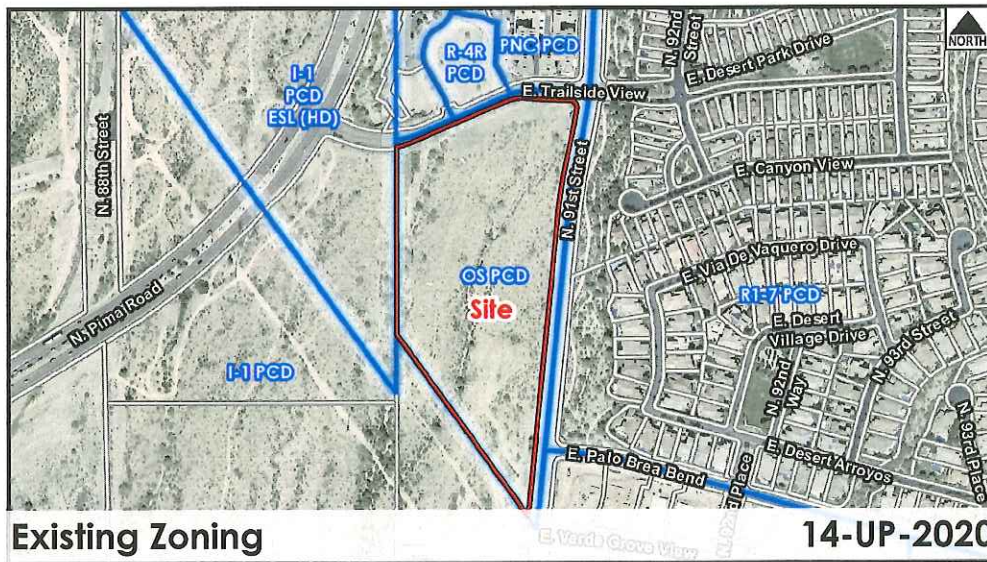 N. 92nd
Street
NORTH
R-4R
PCD
PNC PCD
E. Desert
Park Drive
I-1
PCD
ESL (HD)
E. Trailside View
N. 88th Street
E. Canyon View
N. 91st Street
E. Via De Vaquero Drive
OS PCD
Site
R1-7 PCD
E. Desert
Village Drive
N. Pima Road
N. 93rd Street
I-1 PCD
N. 92nd
Way
N. 93rd Place
E. Desert Arroyos
E. Palo Brea Bend
Place
Existing Zoning
E. Verde Grove View
14-UP-2020